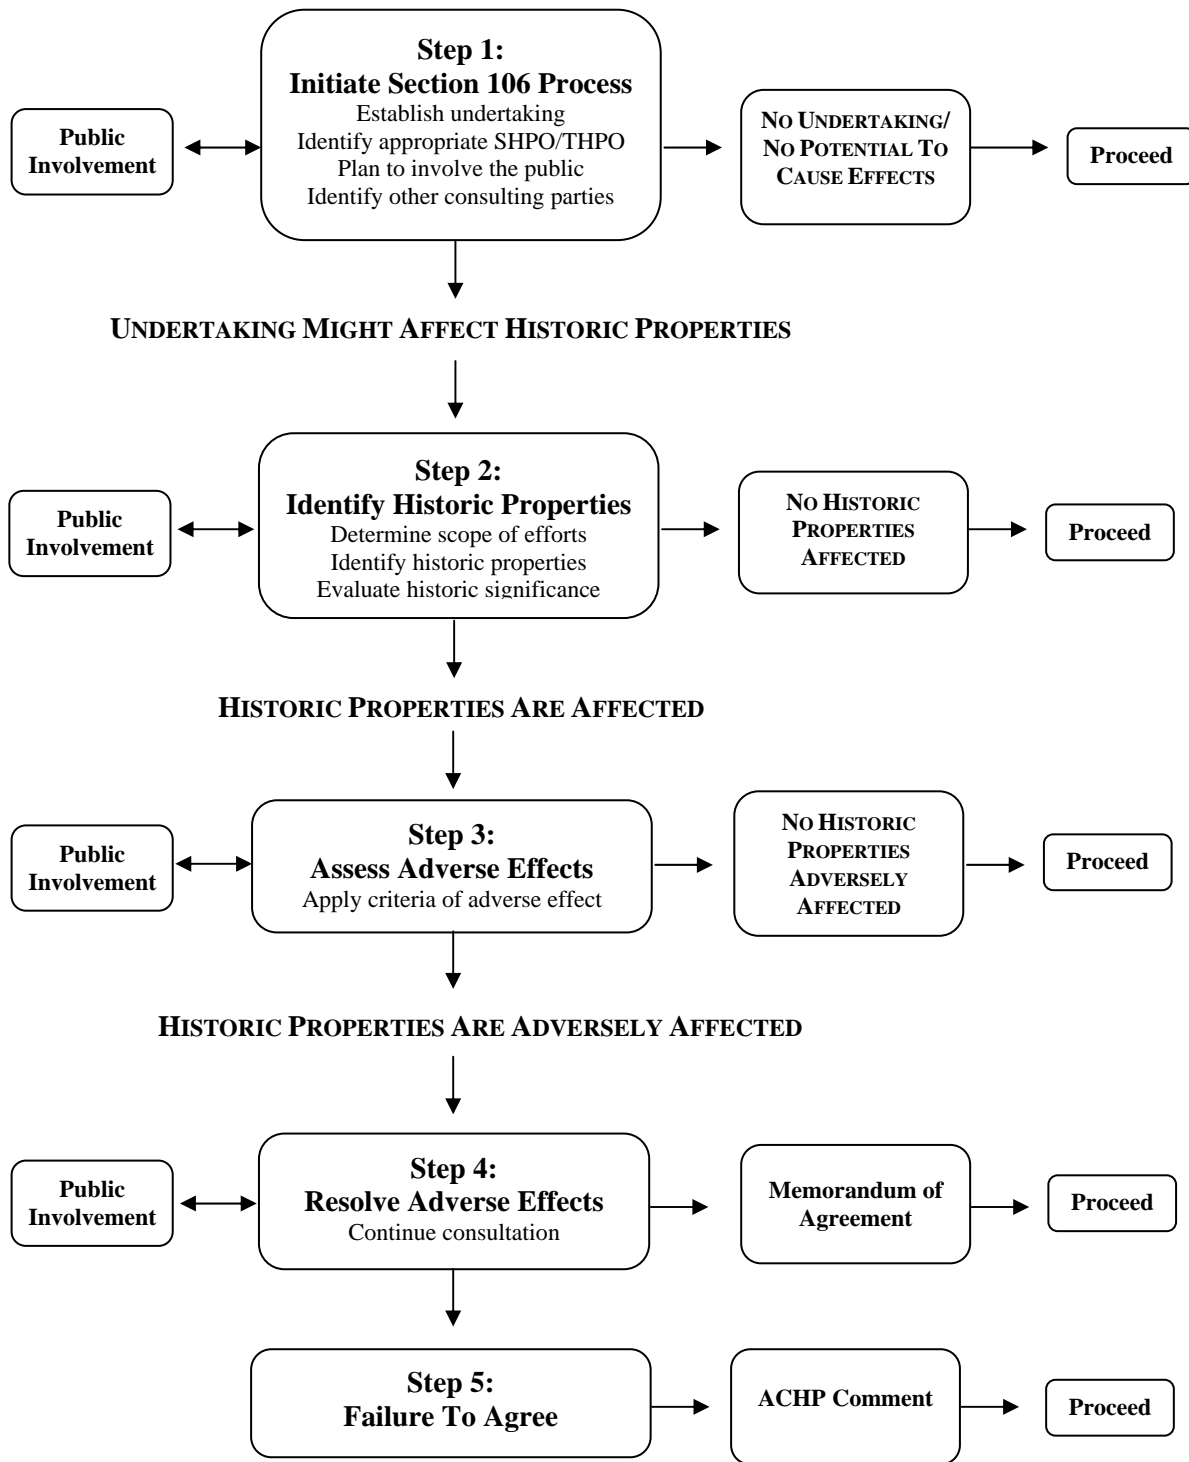 Step 1:
Initiate Section 106 Process
Establish undertaking
Identify appropriate SHPO/THPO
Plan to involve the public
Identify other consulting parties
Public
Involvement
NO UNDERTAKING/
NO POTENTIAL TO
CAUSE EFFECTS
Proceed
UNDERTAKING MIGHT AFFECT HISTORIC PROPERTIES
Step 2:
Identify Historic Properties
Determine scope of efforts
Identify historic properties
Evaluate historic significance
Public
Involvement
NO HISTORIC
PROPERTIES
AFFECTED
Proceed
HISTORIC PROPERTIES ARE AFFECTED
Step 3:
Assess Adverse Effects
Apply criteria of adverse effect
Public
Involvement
NO HISTORIC
PROPERTIES
ADVERSELY
AFFECTED
Proceed
HISTORIC PROPERTIES ARE ADVERSELY AFFECTED
Step 4:
Resolve Adverse Effects
Continue consultation
Public
Involvement
Memorandum of
Agreement
Proceed
Step 5:
Failure To Agree
ACHP Comment
Proceed